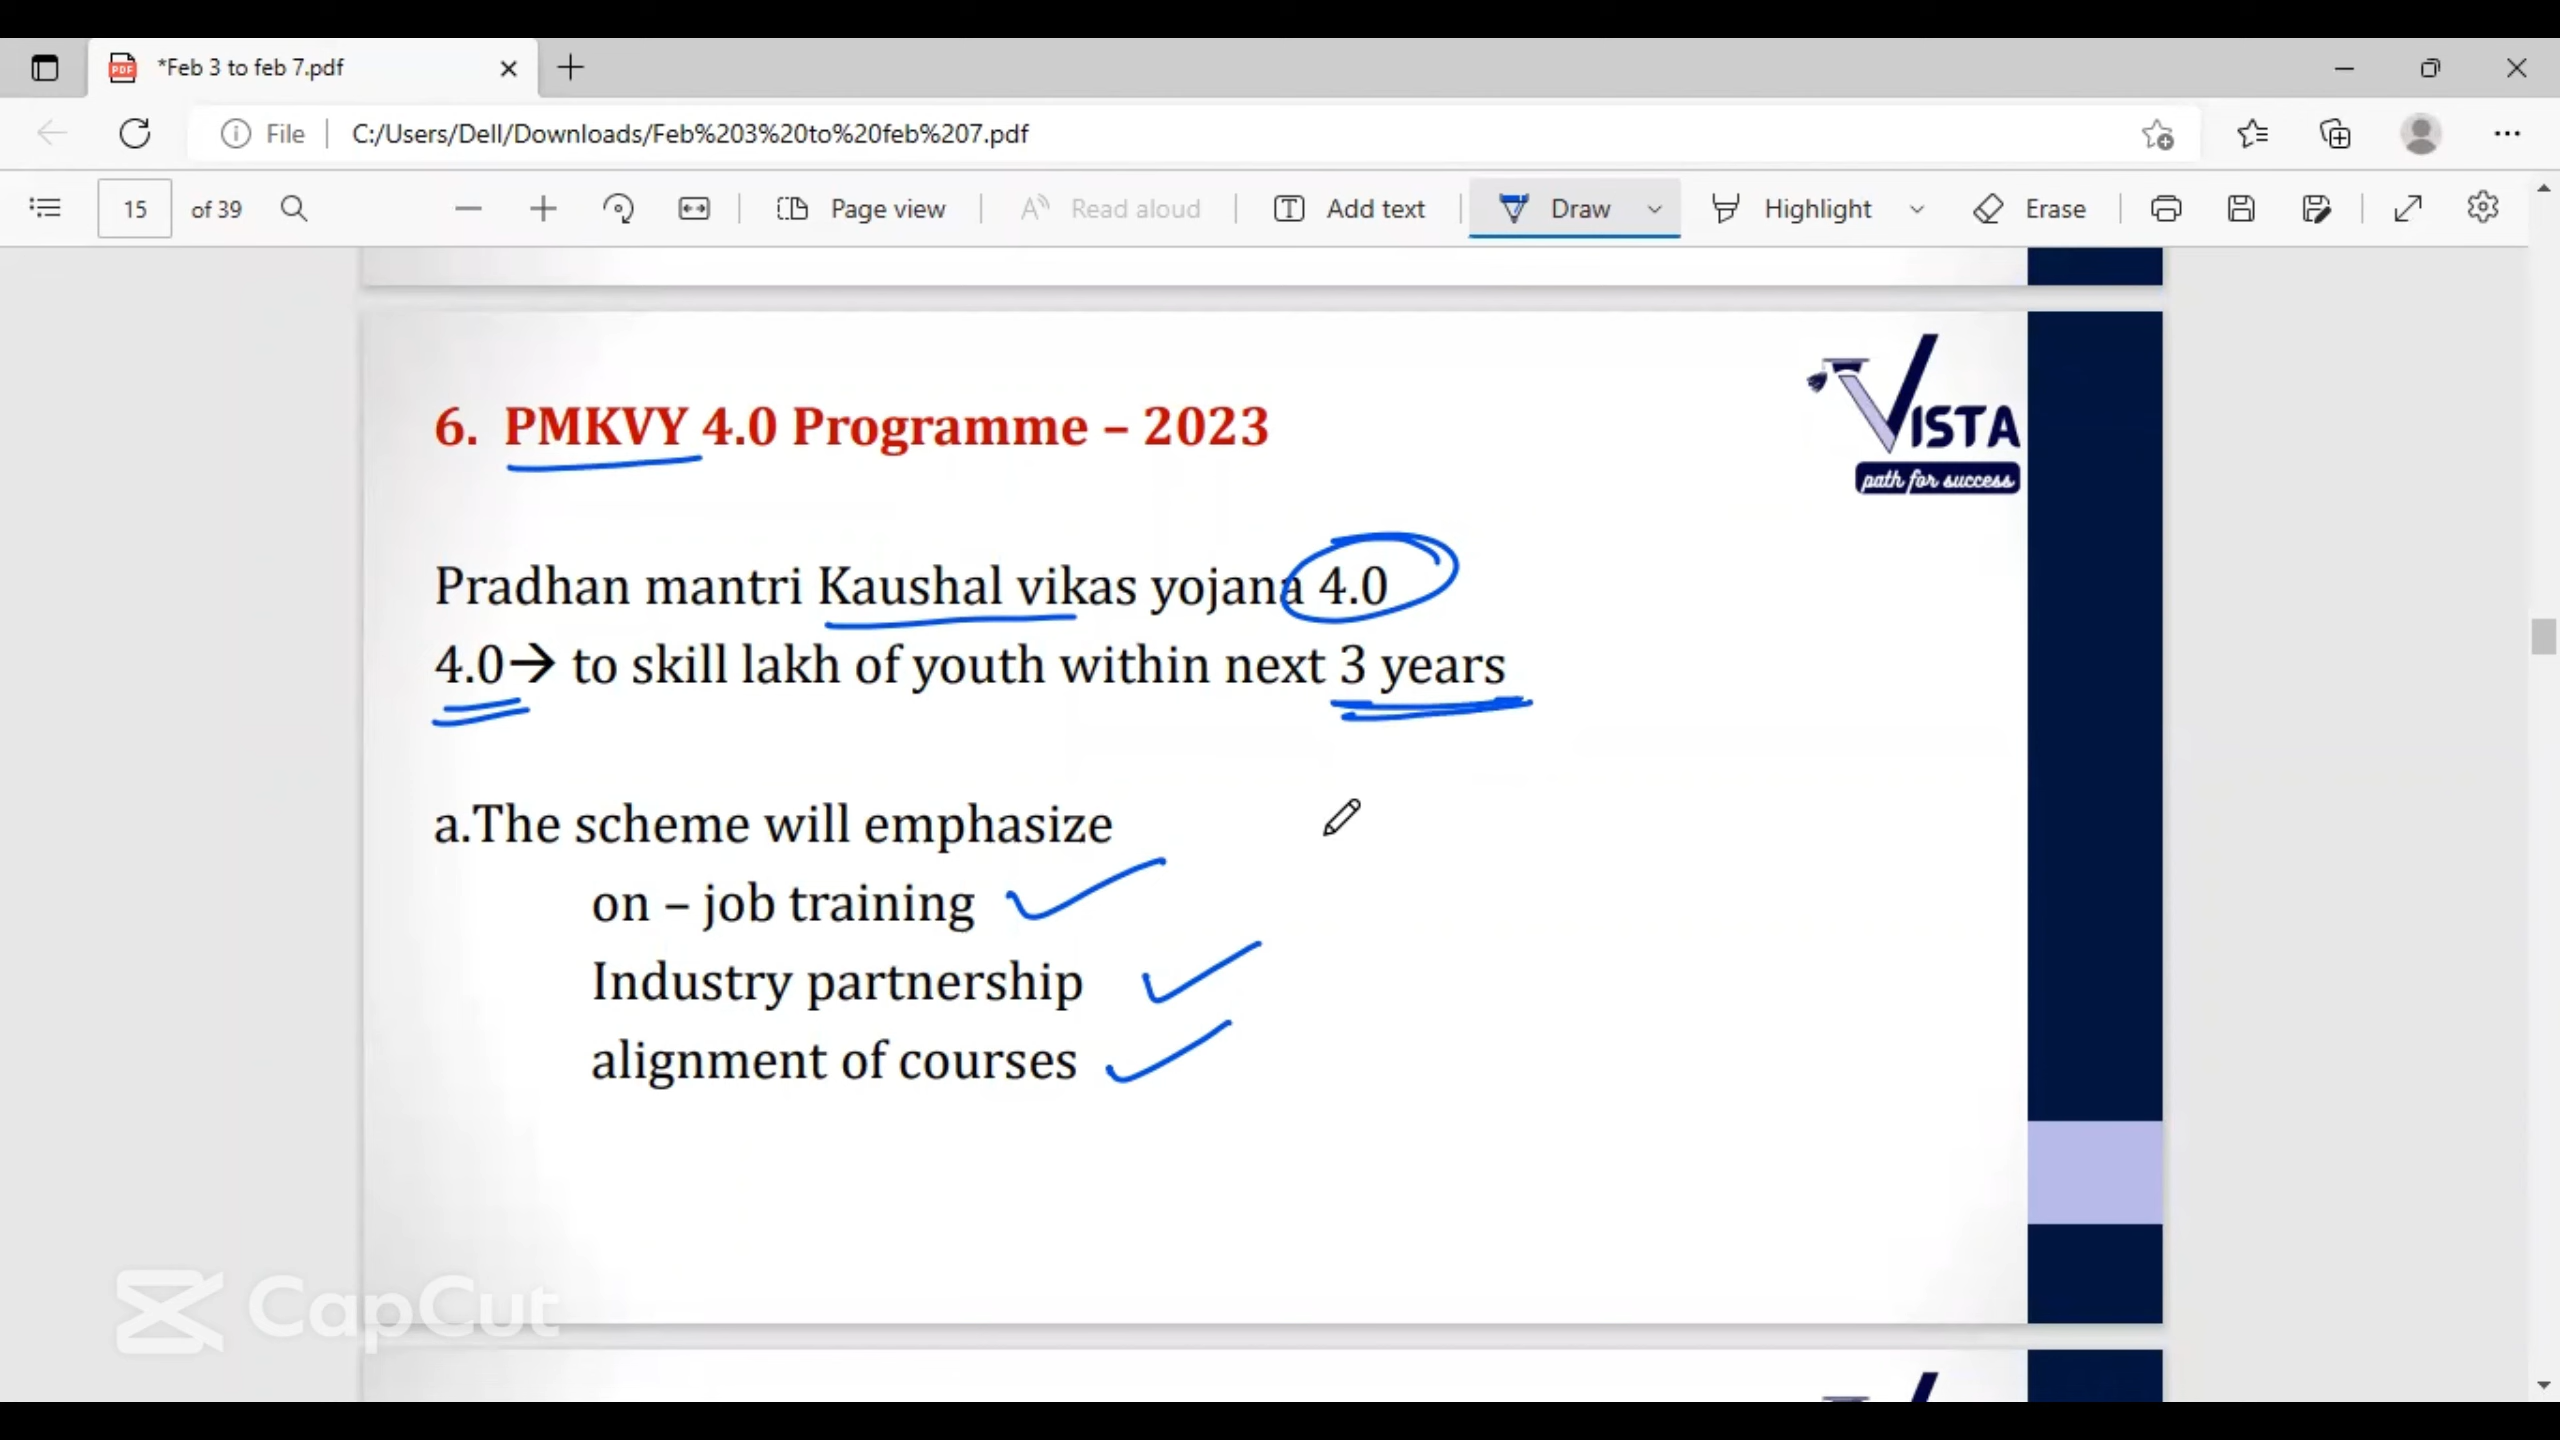 *Feb 3 to feb 7.pdf
File
C:/Users/Dell/Downloads/Feb%203%20to%20feb%207.pdf
15 of 39
Page view
Read aloud
Add text
Draw
Highlight
Erase
6. PMKVY 4.0 Programme – 2023
VISTA
path for success
Pradhan mantri Kaushal vikas yojana 4.0
4.0→ to skill lakh of youth within next 3 years
a.The scheme will emphasize
on – job training
Industry partnership
alignment of courses
CapCut